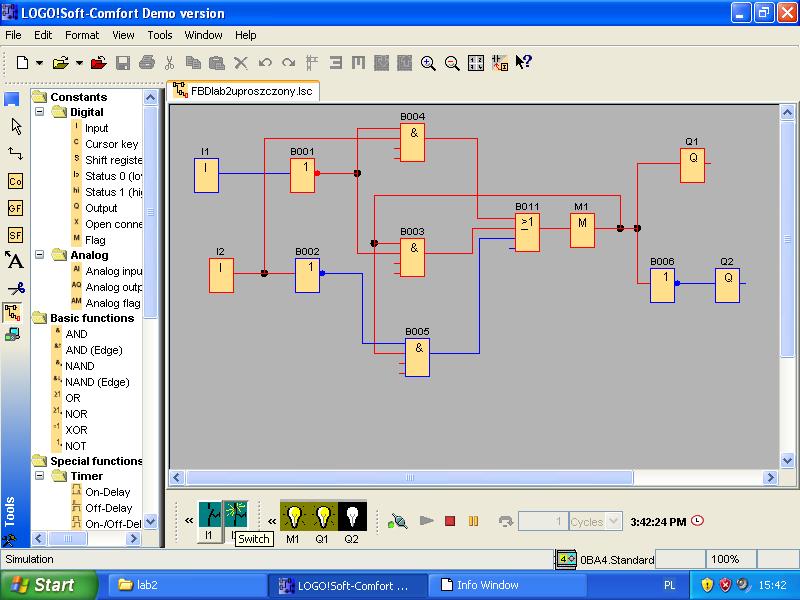 LOGO!Soft-Comfort Demo version
File Edit Format View Tools Window Help
FBDlab2uproszczony.lsc
Constants
Digital
Input
Cursor key
Shift registe
Status 0 (lo
Status 1 (hi
Output
Open conne
Flag
Analog
Analog inpu
Analog outp
Analog flag
Basic functions
AND
AND (Edge)
NAND
NAND (Edge)
OR
NOR
XOR
NOT
Special functions
Timer
On-Delay
Off-Delay
On-/Off-Del
Co
GF
SF
A
Tools
B004
&
I1
I
B001
1
Q1
Q
B011
≥1
M1
M
B003
&
I2
I
B002
1
B006
1
Q2
Q
B005
&
« I1
Switch
« M1 Q1 Q2
1 Cycles 3:42:24 PM
Simulation
0BA4.Standard 100%
Start lab2 LOGO!Soft-Comfort ... Info Window PL 15:42